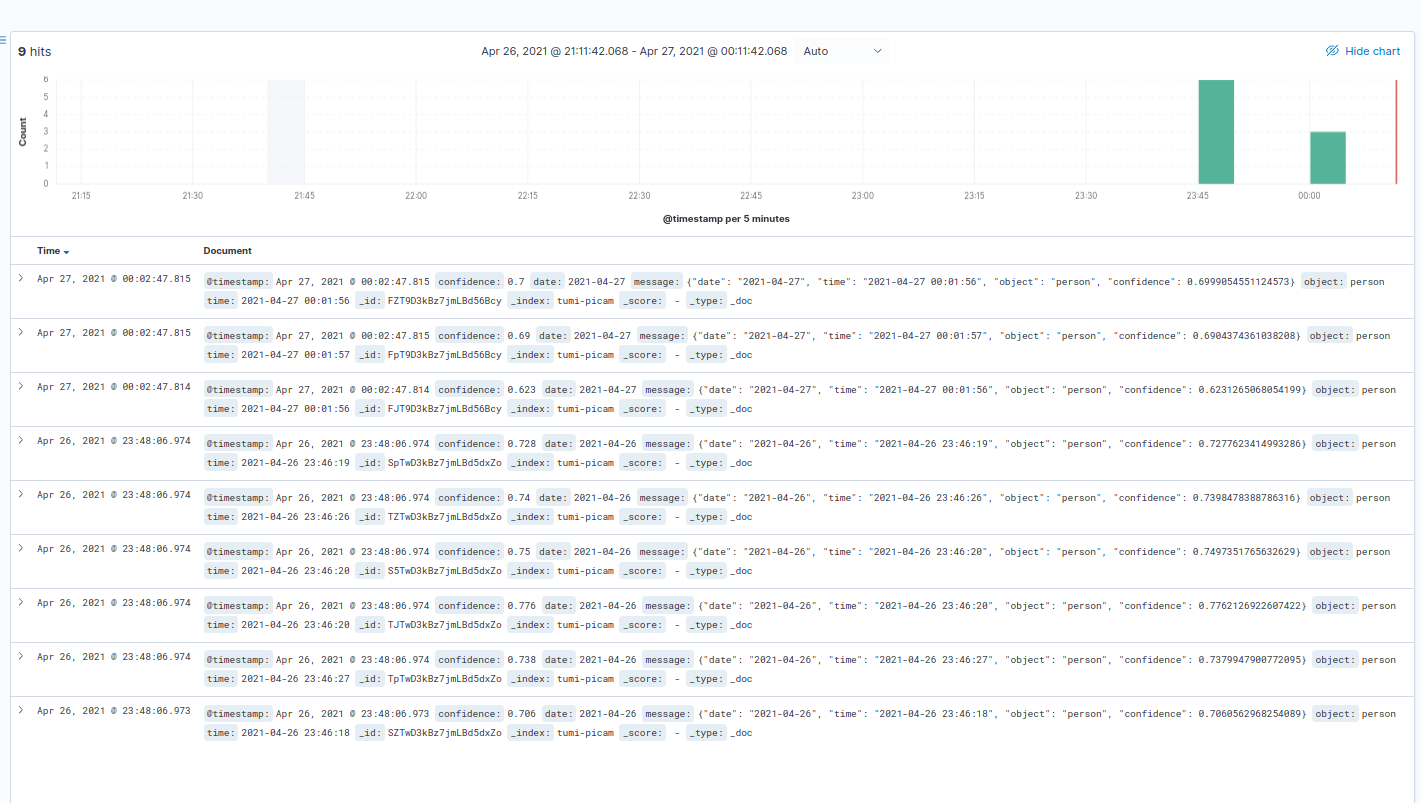 9 hits
Apr 26, 2021 @ 21:11:42.068 - Apr 27, 2021 @ 00:11:42.068
Auto
Hide chart
6
5
4
3
2
1
0
Count
21:15 21:30 21:45 22:00 22:15 22:30 22:45 23:00 23:15 23:30 23:45 00:00
@timestamp per 5 minutes
Time Document
Apr 27, 2021 @ 00:02:47.815 @timestamp: Apr 27, 2021 @ 00:02:47.815 confidence: 0.7 date: 2021-04-27 message: {"date": "2021-04-27", "time": "2021-04-27 00:01:56", "object": "person", "confidence": 0.6999054551124573} object: person
time: 2021-04-27 00:01:56 _id: FZT9D3kBz7jmLBd56Bcy _index: tumi-picam _score: - _type: _doc
Apr 27, 2021 @ 00:02:47.815 @timestamp: Apr 27, 2021 @ 00:02:47.815 confidence: 0.69 date: 2021-04-27 message: {"date": "2021-04-27", "time": "2021-04-27 00:01:57", "object": "person", "confidence": 0.6904374361038208} object: person
time: 2021-04-27 00:01:57 _id: FpT9D3kBz7jmLBd56Bcy _index: tumi-picam _score: - _type: _doc
Apr 27, 2021 @ 00:02:47.814 @timestamp: Apr 27, 2021 @ 00:02:47.814 confidence: 0.623 date: 2021-04-27 message: {"date": "2021-04-27", "time": "2021-04-27 00:01:56", "object": "person", "confidence": 0.6231265068054199} object: person
time: 2021-04-27 00:01:56 _id: FJT9D3kBz7jmLBd56Bcy _index: tumi-picam _score: - _type: _doc
Apr 26, 2021 @ 23:48:06.974 @timestamp: Apr 26, 2021 @ 23:48:06.974 confidence: 0.728 date: 2021-04-26 message: {"date": "2021-04-26", "time": "2021-04-26 23:46:19", "object": "person", "confidence": 0.7277623414993286} object: person
time: 2021-04-26 23:46:19 _id: SpTwD3kBz7jmLBd5dxZo _index: tumi-picam _score: - _type: _doc
Apr 26, 2021 @ 23:48:06.974 @timestamp: Apr 26, 2021 @ 23:48:06.974 confidence: 0.74 date: 2021-04-26 message: {"date": "2021-04-26", "time": "2021-04-26 23:46:26", "object": "person", "confidence": 0.7398478388786316} object: person
time: 2021-04-26 23:46:26 _id: TZTwD3kBz7jmLBd5dxZo _index: tumi-picam _score: - _type: _doc
Apr 26, 2021 @ 23:48:06.974 @timestamp: Apr 26, 2021 @ 23:48:06.974 confidence: 0.75 date: 2021-04-26 message: {"date": "2021-04-26", "time": "2021-04-26 23:46:20", "object": "person", "confidence": 0.7497351765632629} object: person
time: 2021-04-26 23:46:20 _id: S5TwD3kBz7jmLBd5dxZo _index: tumi-picam _score: - _type: _doc
Apr 26, 2021 @ 23:48:06.974 @timestamp: Apr 26, 2021 @ 23:48:06.974 confidence: 0.776 date: 2021-04-26 message: {"date": "2021-04-26", "time": "2021-04-26 23:46:20", "object": "person", "confidence": 0.7762126922607422} object: person
time: 2021-04-26 23:46:20 _id: TJTwD3kBz7jmLBd5dxZo _index: tumi-picam _score: - _type: _doc
Apr 26, 2021 @ 23:48:06.974 @timestamp: Apr 26, 2021 @ 23:48:06.974 confidence: 0.738 date: 2021-04-26 message: {"date": "2021-04-26", "time": "2021-04-26 23:46:27", "object": "person", "confidence": 0.7379947900772095} object: person
time: 2021-04-26 23:46:27 _id: TpTwD3kBz7jmLBd5dxZo _index: tumi-picam _score: - _type: _doc
Apr 26, 2021 @ 23:48:06.973 @timestamp: Apr 26, 2021 @ 23:48:06.973 confidence: 0.706 date: 2021-04-26 message: {"date": "2021-04-26", "time": "2021-04-26 23:46:18", "object": "person", "confidence": 0.7060562968254089} object: person
time: 2021-04-26 23:46:18 _id: SZTwD3kBz7jmLBd5dxZo _index: tumi-picam _score: - _type: _doc